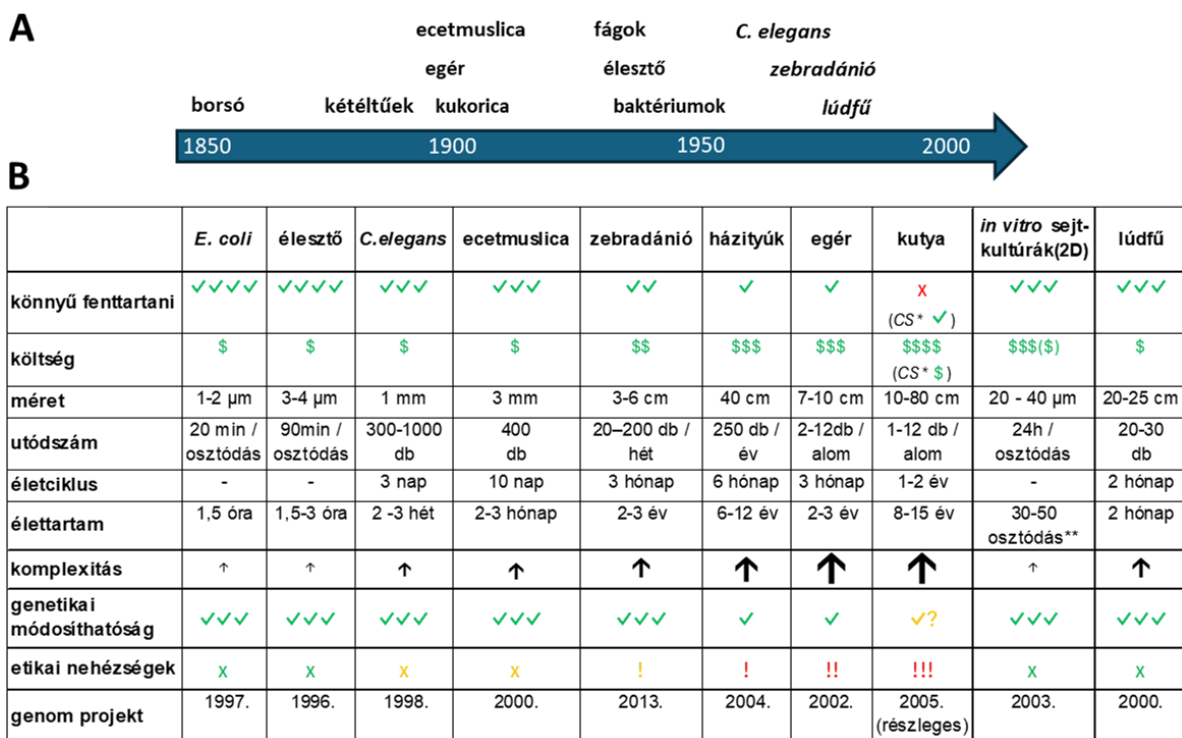 A
ecetmuslica fágok C. elegans
egér élesztő zebradánió
borsó kétéltűek kukorica baktériumok lúdfű
1850 1900 1950 2000
B
E. coli élesztő C.elegans ecetmuslica zebradánió házityúk egér kutya in vitro sejt-
kultúrák(2D) lúdfű
könnyű fenttartani ✓✓✓✓ ✓✓✓✓ ✓✓✓ ✓✓✓ ✓✓ ✓ ✓ x ✓✓✓ ✓✓✓
(CS* ✓)
költség $ $ $ $ $$ $$$ $$$ $$$$ $$$($) $
(CS* $)
méret 1-2 µm 3-4 µm 1 mm 3 mm 3-6 cm 40 cm 7-10 cm 10-80 cm 20 - 40 µm 20-25 cm
utódszám 20 min / 90min / 300-1000 400 20–200 db / 250 db / 2-12db / 1-12 db / 24h / 20-30
osztódás osztódás db db hét év alom alom osztódás db
életciklus - - 3 nap 10 nap 3 hónap 6 hónap 3 hónap 1-2 év - 2 hónap
élettartam 1,5 óra 1,5-3 óra 2 -3 hét 2-3 hónap 2-3 év 6-12 év 2-3 év 8-15 év 30-50 2 hónap
osztódás**
komplexitás ↑ ↑ ↑ ↑ ↑ ↑ ↑ ↑ ↑ ↑
genetikai
módosíthatóság ✓✓✓ ✓✓✓ ✓✓✓ ✓✓✓ ✓✓✓ ✓ ✓ ✓? ✓✓✓ ✓✓✓
etikai nehézségek x x x x ! ! !! !!! x x
genom projekt 1997. 1996. 1998. 2000. 2013. 2004. 2002. 2005. 2003. 2000.
(részleges)